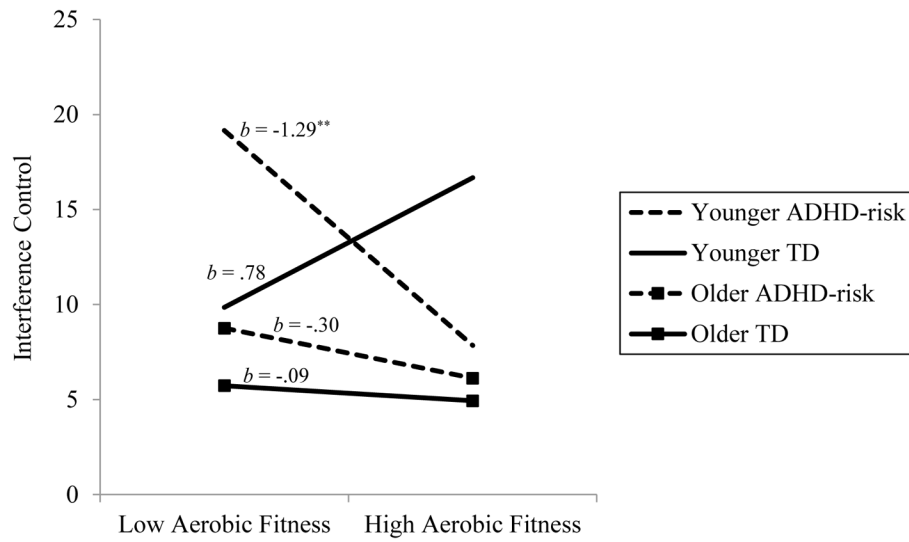 25
20
15
10
5
0
Interference Control
b = -1.29**
b = .78
b = -.30
b = -.09
Low Aerobic Fitness
High Aerobic Fitness
Younger ADHD-risk
Younger TD
Older ADHD-risk
Older TD